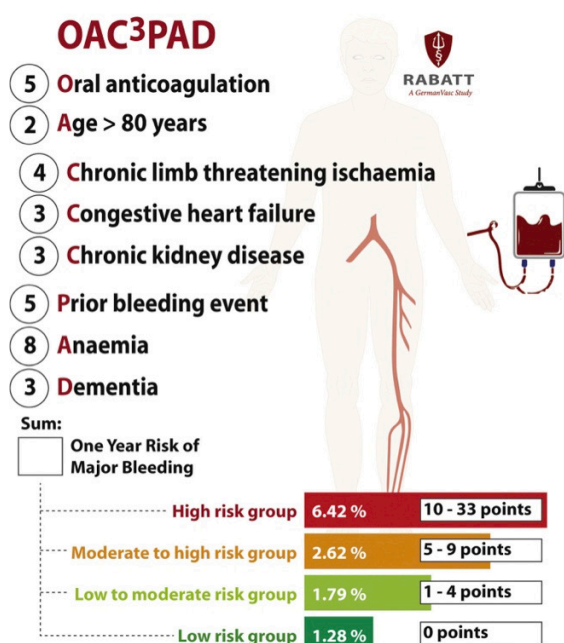 OAC³PAD
RABATT
A GermanVasc Study
5 Oral anticoagulation
2 Age > 80 years
4 Chronic limb threatening ischaemia
3 Congestive heart failure
3 Chronic kidney disease
5 Prior bleeding event
8 Anaemia
3 Dementia
Sum:
One Year Risk of
Major Bleeding
High risk group 6.42 % 10 - 33 points
Moderate to high risk group 2.62 % 5 - 9 points
Low to moderate risk group 1.79 % 1 - 4 points
Low risk group 1.28 % 0 points